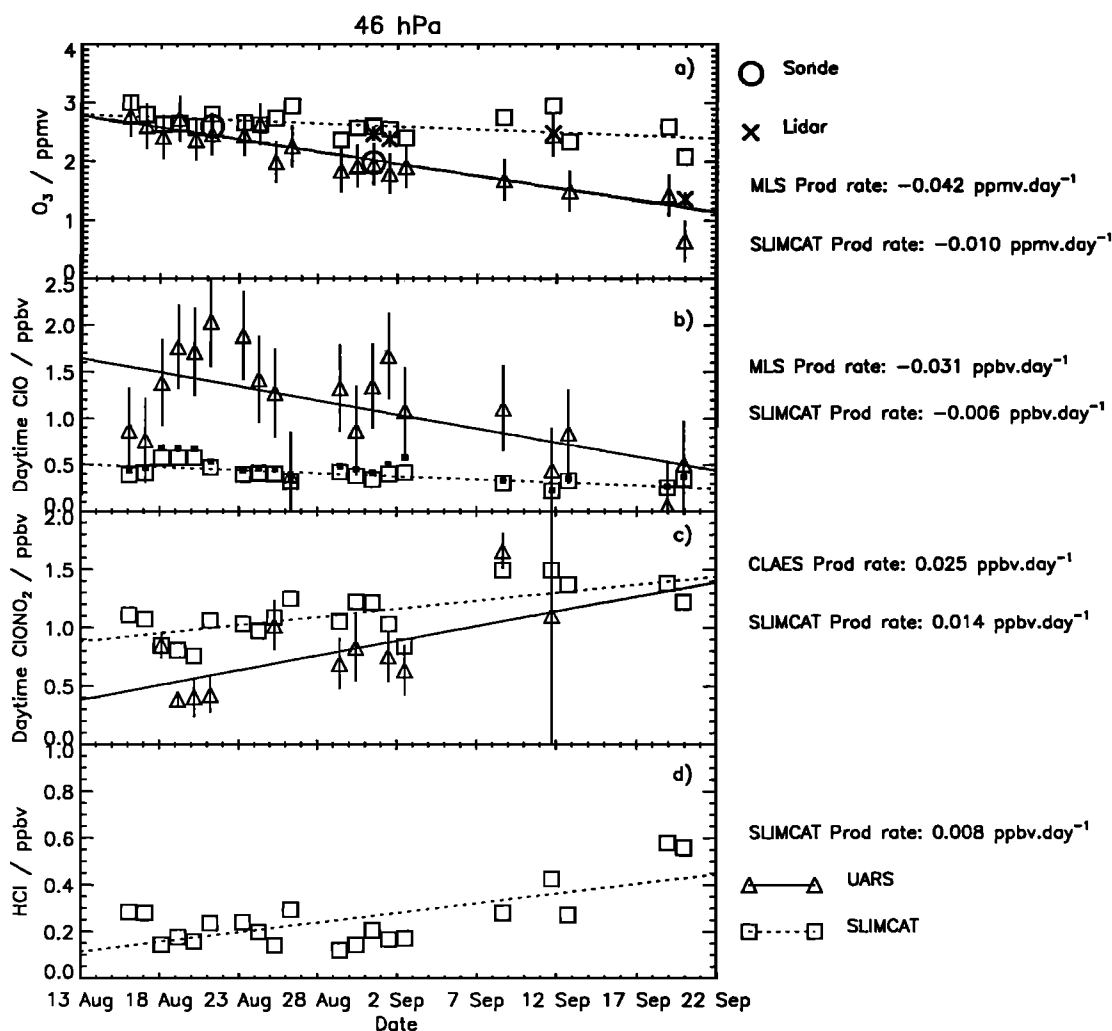 46 hPa
4
3
2
1
0
O₃ / ppmv
a)
Sonde
Lidar
MLS Prod rate: −0.042 ppmv.day⁻¹
SLIMCAT Prod rate: −0.010 ppmv.day⁻¹
2.5
2.0
1.5
1.0
0.5
0.0
Daytime ClO / ppbv
b)
MLS Prod rate: −0.031 ppbv.day⁻¹
SLIMCAT Prod rate: −0.006 ppbv.day⁻¹
2.0
1.5
1.0
0.5
0.0
Daytime ClONO₂ / ppbv
c)
CLAES Prod rate: 0.025 ppbv.day⁻¹
SLIMCAT Prod rate: 0.014 ppbv.day⁻¹
1.0
0.8
0.6
0.4
0.2
0.0
HCl / ppbv
d)
SLIMCAT Prod rate: 0.008 ppbv.day⁻¹
UARS
SLIMCAT
13 Aug 18 Aug 23 Aug 28 Aug 2 Sep 7 Sep 12 Sep 17 Sep 22 Sep
Date